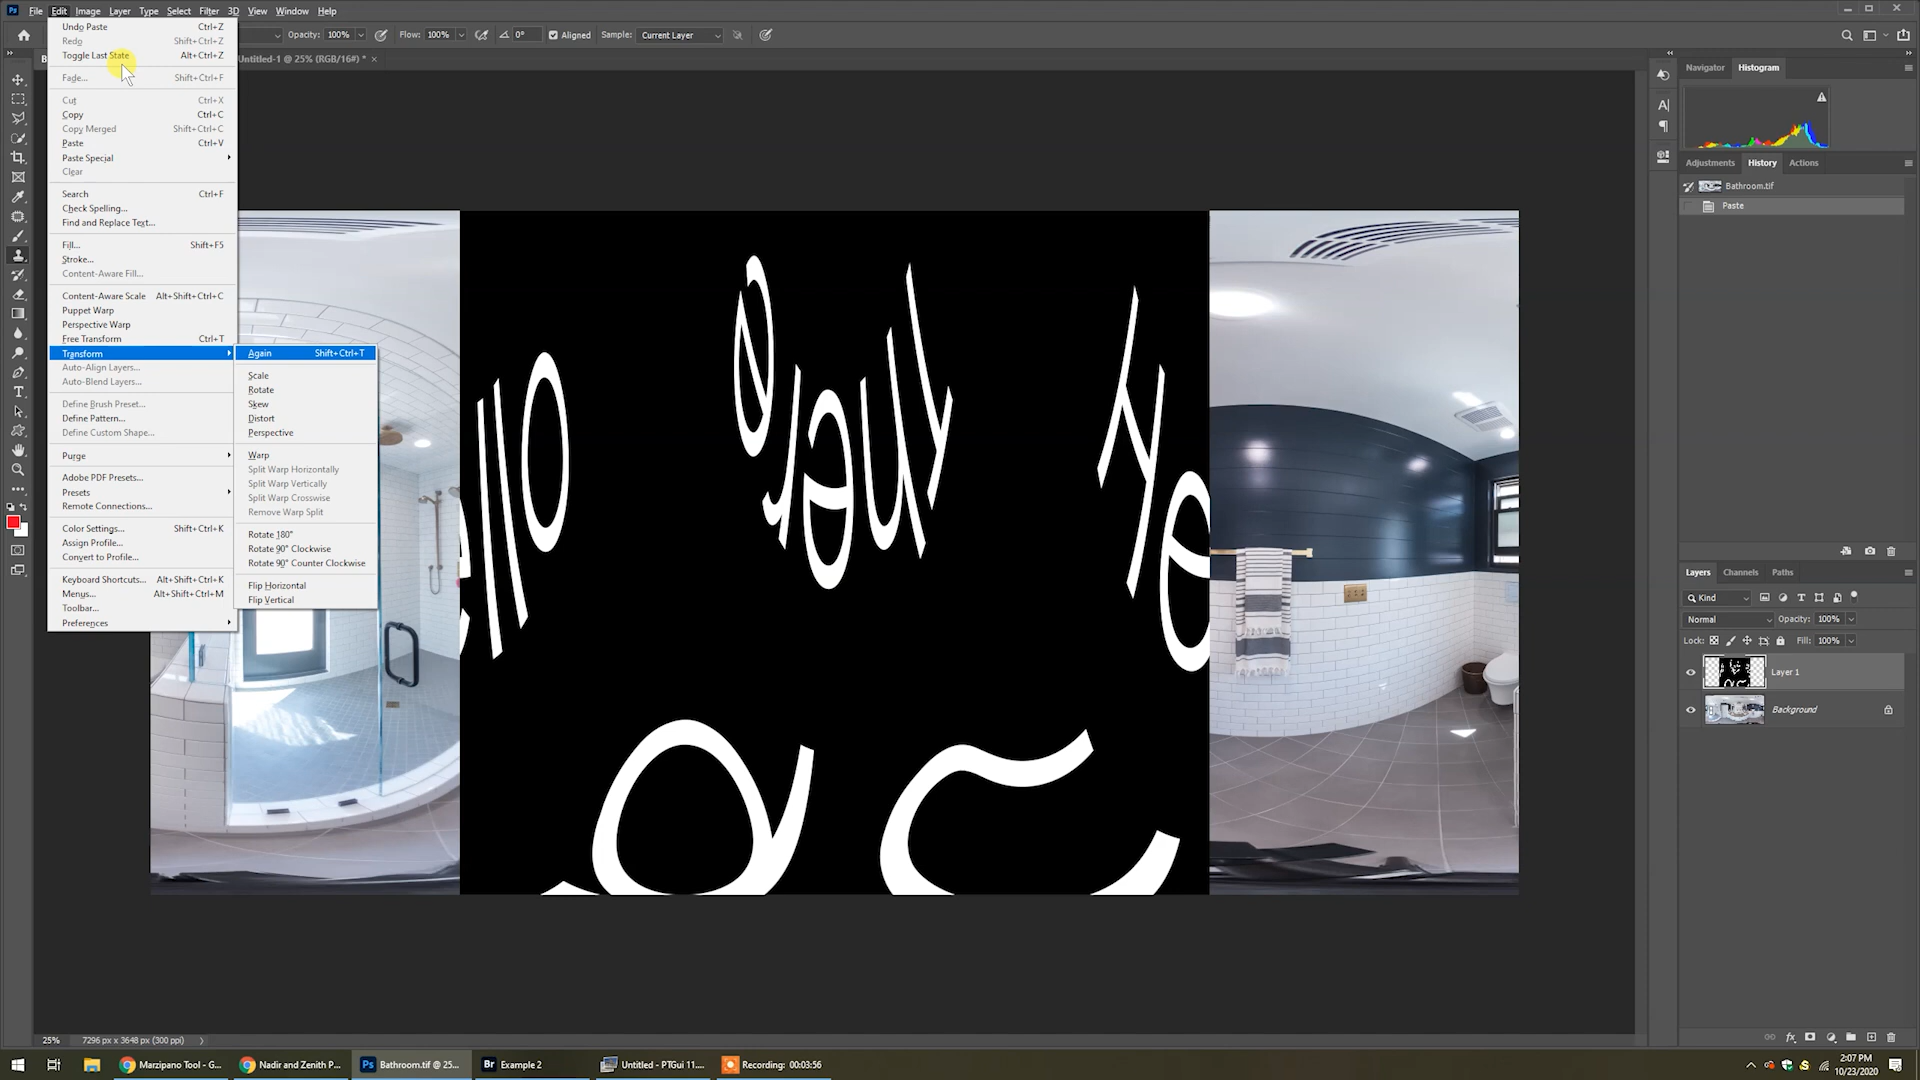 Ps File Edit Image Layer Type Select Filter 3D View Window Help
Opacity: 100% Flow: 100% 0° Aligned Sample: Current Layer
B Untitled-1 @ 25% (RGB/16#) * ×
Undo Paste Ctrl+Z
Redo Shift+Ctrl+Z
Toggle Last State Alt+Ctrl+Z
Fade... Shift+Ctrl+F
Cut Ctrl+X
Copy Ctrl+C
Copy Merged Shift+Ctrl+C
Paste Ctrl+V
Paste Special
Clear
Search Ctrl+F
Check Spelling...
Find and Replace Text...
Fill... Shift+F5
Stroke...
Content-Aware Fill...
Content-Aware Scale Alt+Shift+Ctrl+C
Puppet Warp
Perspective Warp
Free Transform Ctrl+T
Transform
Auto-Align Layers...
Auto-Blend Layers...
Define Brush Preset...
Define Pattern...
Define Custom Shape...
Purge
Adobe PDF Presets...
Presets
Remote Connections...
Color Settings... Shift+Ctrl+K
Assign Profile...
Convert to Profile...
Keyboard Shortcuts... Alt+Shift+Ctrl+K
Menus... Alt+Shift+Ctrl+M
Toolbar...
Preferences
Again Shift+Ctrl+T
Scale
Rotate
Skew
Distort
Perspective
Warp
Split Warp Horizontally
Split Warp Vertically
Split Warp Crosswise
Remove Warp Split
Rotate 180°
Rotate 90° Clockwise
Rotate 90° Counter Clockwise
Flip Horizontal
Flip Vertical
Navigator Histogram
Adjustments History Actions
Bathroom.tif
Paste
Layers Channels Paths
Kind
Normal Opacity: 100%
Lock: Fill: 100%
Layer 1
Background
fx
25% 7296 px x 3648 px (300 ppi)
Marzipano Tool - G...
Nadir and Zenith P...
Ps Bathroom.tif @ 25...
Br Example 2
Untitled - PTGui 11....
Recording: 00:03:56
2:07 PM
10/23/2020